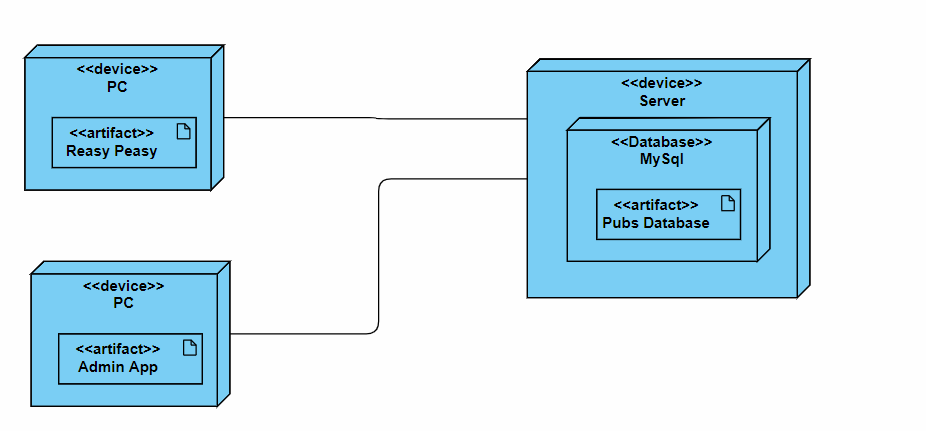 <<device>>
PC
<<artifact>>
Reasy Peasy
<<device>>
Server
<<Database>>
MySql
<<artifact>>
Pubs Database
<<device>>
PC
<<artifact>>
Admin App